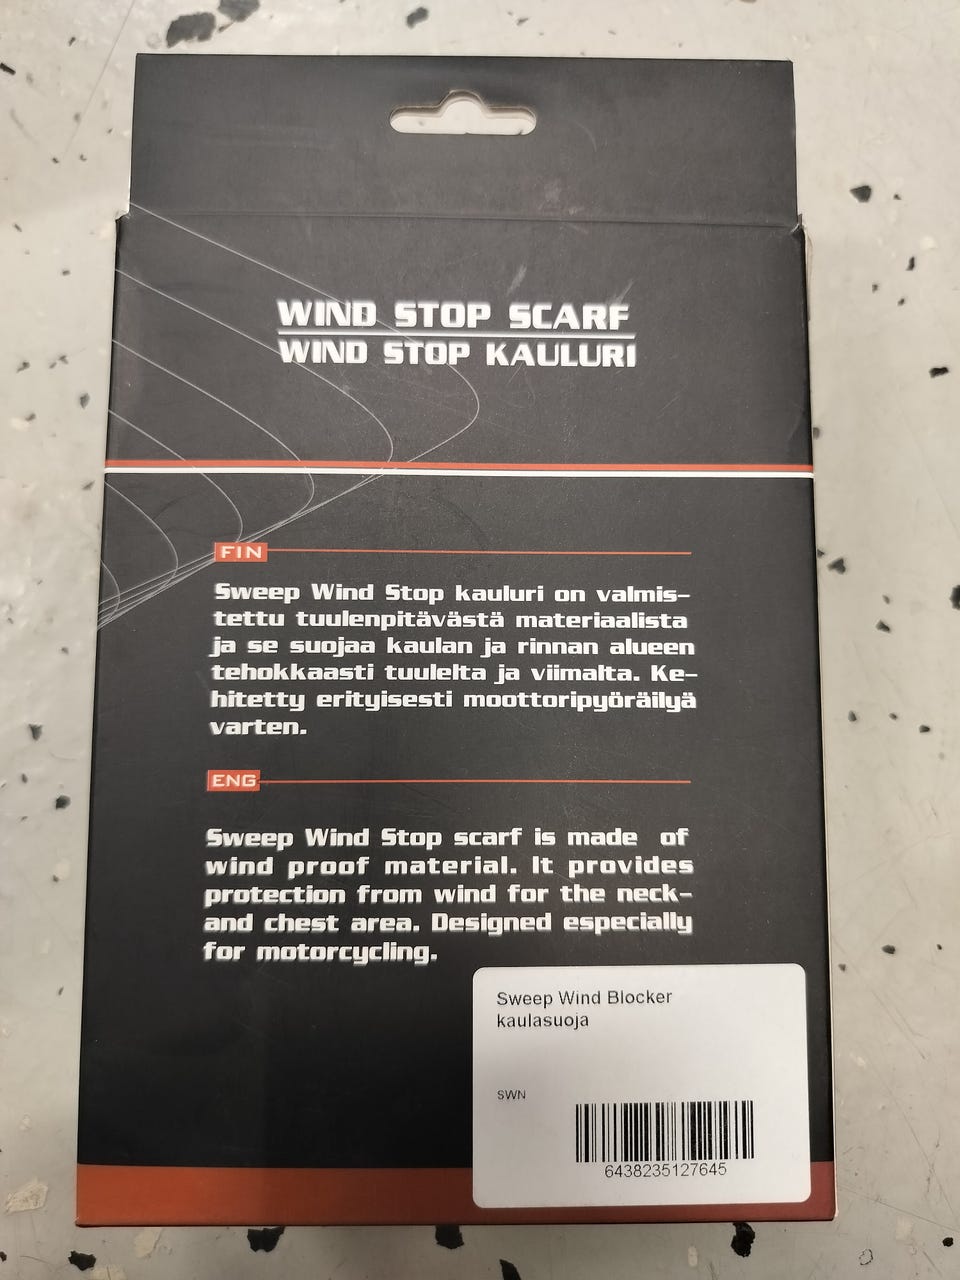 WIND STOP SCARF
WIND STOP KAULURI
FIN
Sweep Wind Stop kauluri on valmis-
tettu tuulenpitävästä materiaalista
ja se suojaa kaulan ja rinnan alueen
tehokkaasti tuulelta ja viimalta. Ke-
hitetty erityisesti moottoripyöräilyä
varten.
ENG
Sweep Wind Stop scarf is made of
wind proof material. It provides
protection from wind for the neck-
and chest area. Designed especially
for motorcycling.
Sweep Wind Blocker
kaulasuoja
SWN
6438235127645